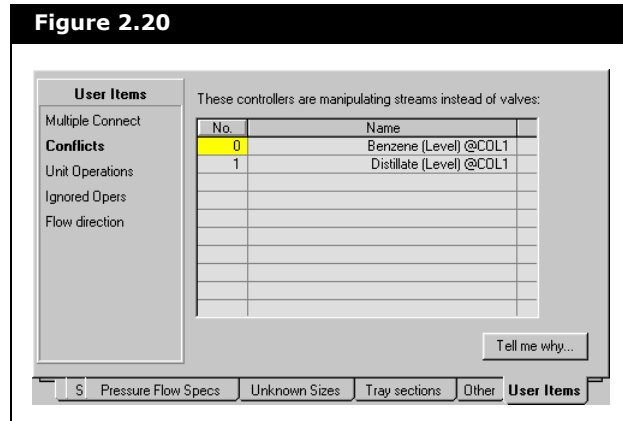 Figure 2.20
User Items
Multiple Connect
Conflicts
Unit Operations
Ignored Opers
Flow direction
These controllers are manipulating streams instead of valves:
No. Name
0 Benzene (Level) @COL1
1 Distillate (Level) @COL1
Tell me why...
S Pressure Flow Specs Unknown Sizes Tray sections Other User Items